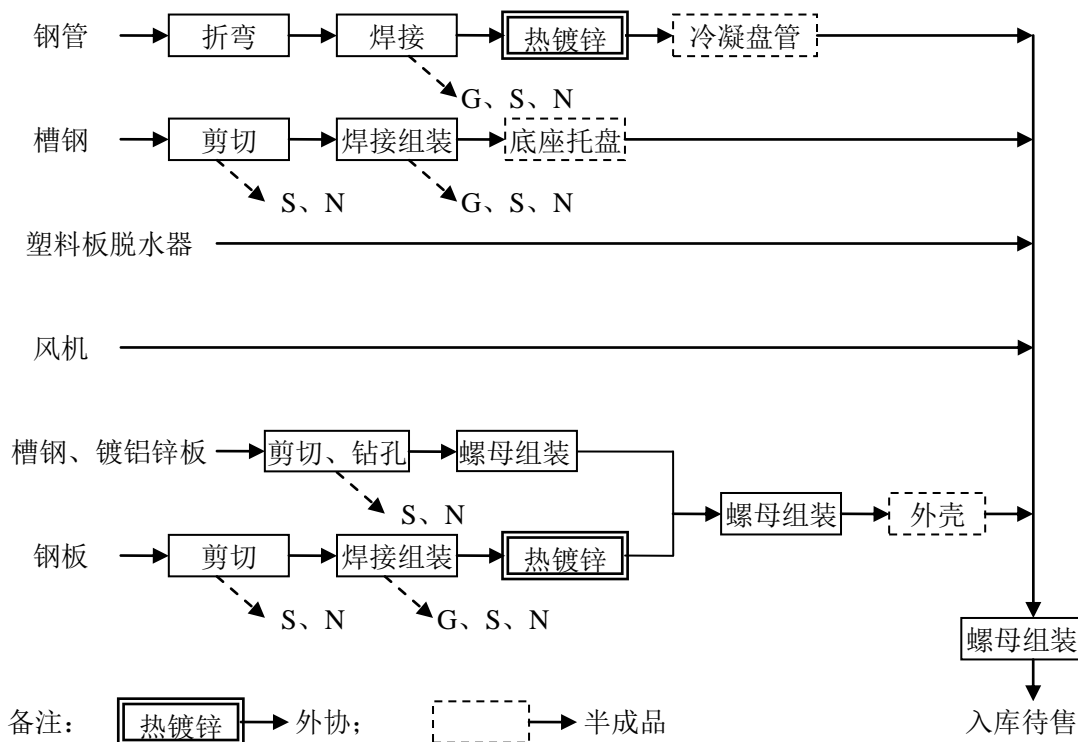 钢管 折弯 焊接 热镀锌 冷凝盘管
G、S、N
槽钢 剪切 焊接组装 底座托盘
S、N G、S、N
塑料板脱水器
风机
槽钢、镀铝锌板 剪切、钻孔 螺母组装
S、N
螺母组装 外壳
钢板 剪切 焊接组装 热镀锌
S、N G、S、N
螺母组装
备注： 热镀锌 外协； 半成品 入库待售